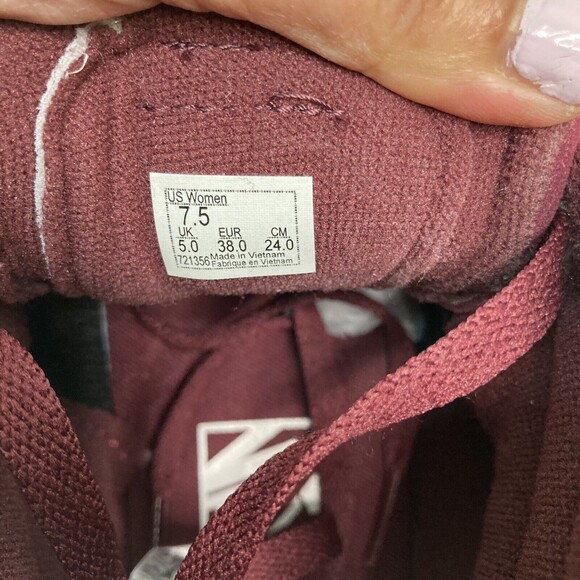 US Women
7.5
UK EUR CM
5.0 38.0 24.0
721356 Made in Vietnam
Fabrique en Vietnam